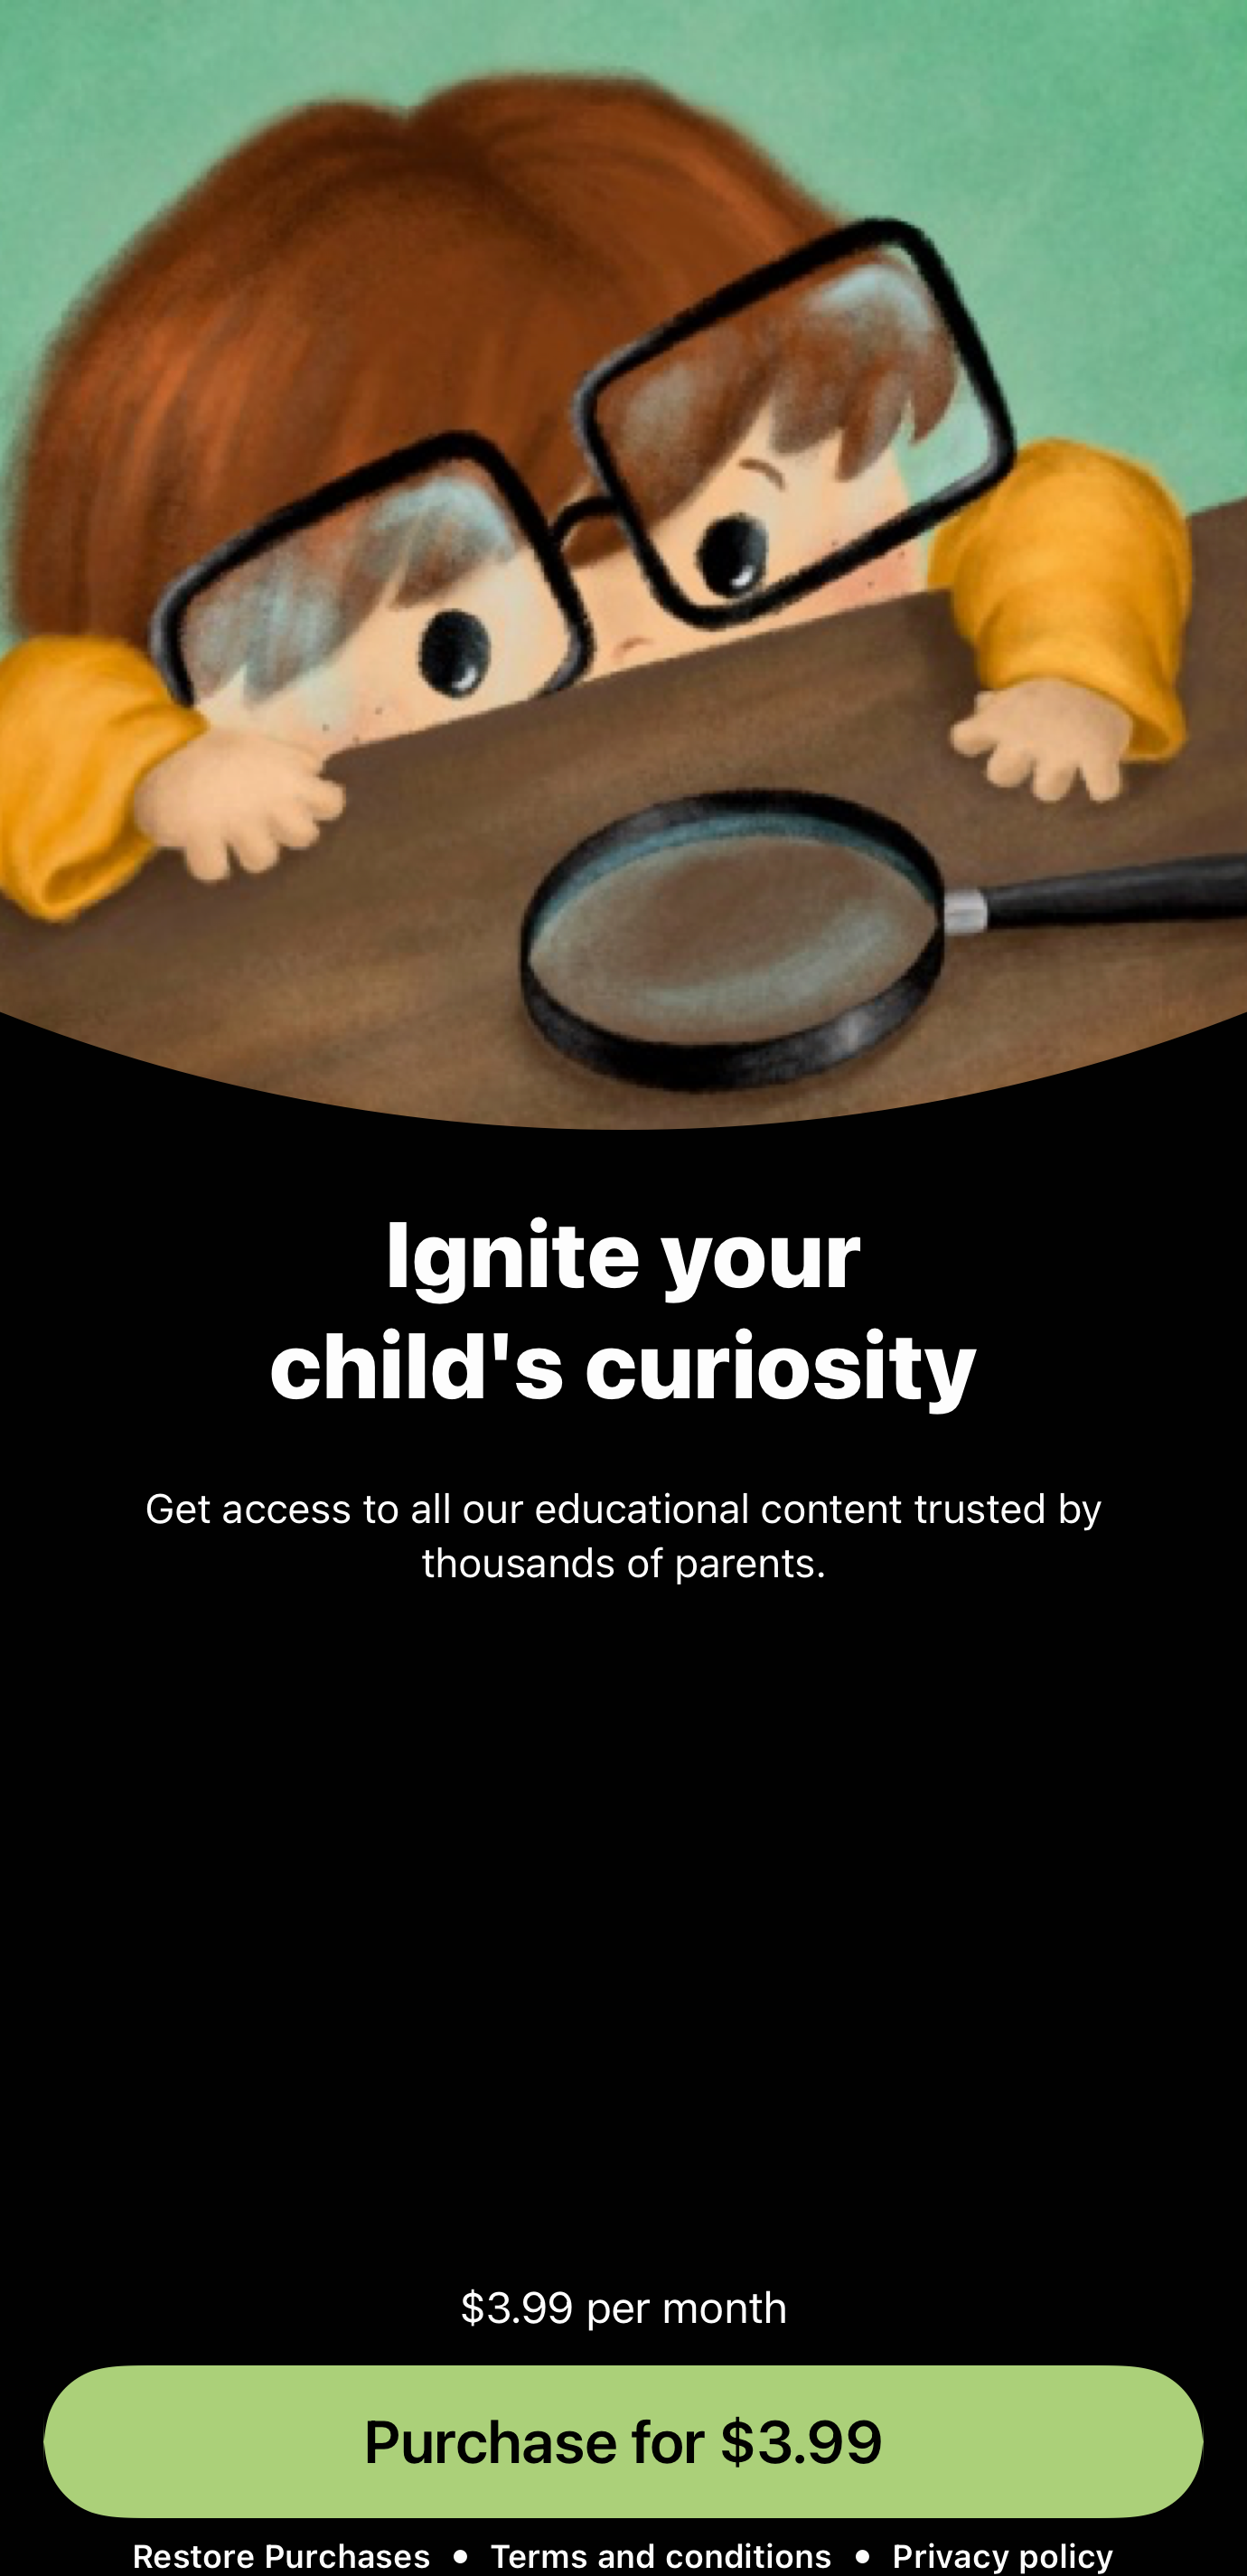 Ignite your
child's curiosity
Get access to all our educational content trusted by
thousands of parents.
$3.99 per month
Purchase for $3.99
Restore Purchases • Terms and conditions • Privacy policy